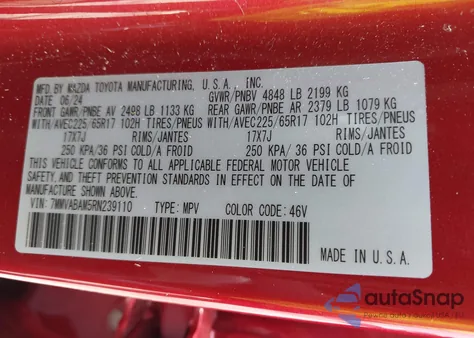 MFD BY MAZDA TOYOTA MANUFACTURING, U.S.A., INC.
DATE 06/24 GVWR/PNBV 4848 LB 2199 KG
FRONT GAWR/PNBE AV 2498 LB 1133 KG REAR GAWR/PNBE AR 2379 LB 1079 KG
WITH/AVEC225/65R17 102H TIRES/PNEUS WITH/AVEC225/65R17 102H TIRES/PNEUS
17X7J RIMS/JANTES 17X7J RIMS/JANTES
250 KPA/36 PSI COLD/A FROID 250 KPA/ 36 PSI COLD/A FROID
THIS VEHICLE CONFORMS TO ALL APPLICABLE FEDERAL MOTOR VEHICLE
SAFETY, AND THEFT PREVENTION STANDARDS IN EFFECT ON THE DATE OF
MANUFACTURE SHOWN ABOVE.
VIN: 7MMVABAM5RN239110 TYPE: MPV COLOR CODE: 46V
MADE IN U.S.A.
autoSnap